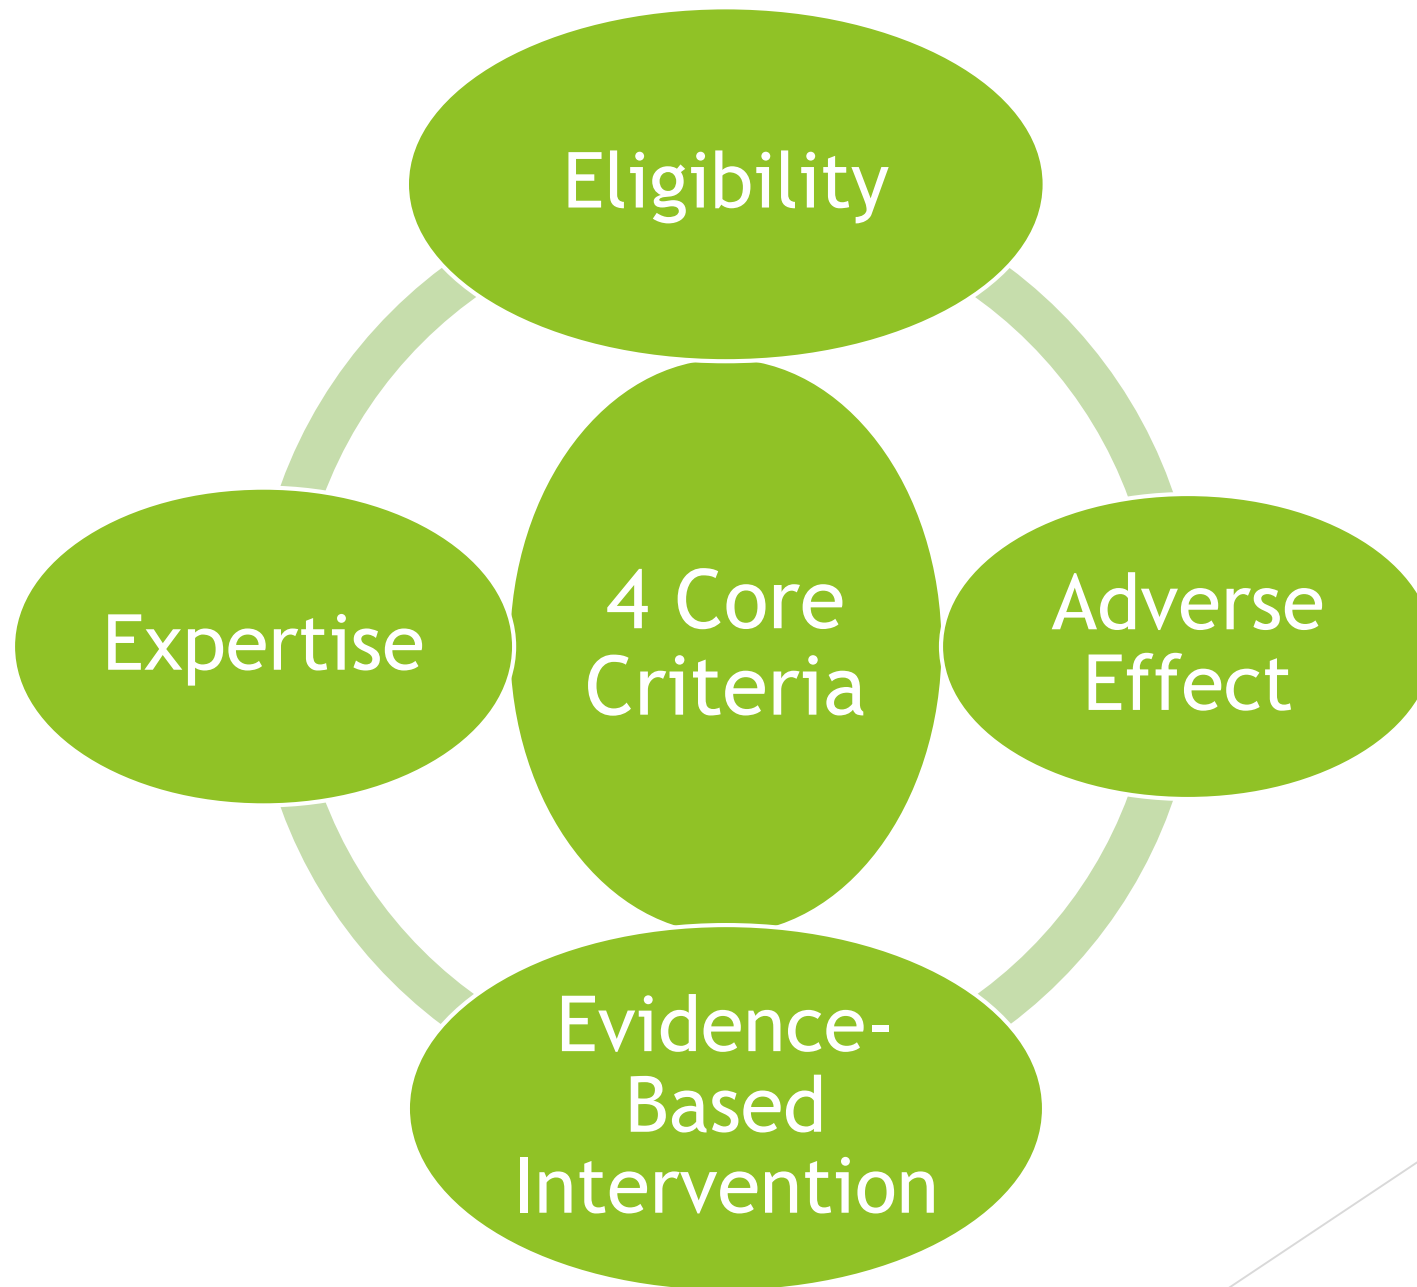 Eligibility
Expertise
4 Core
Criteria
Adverse
Effect
Evidence-
Based
Intervention